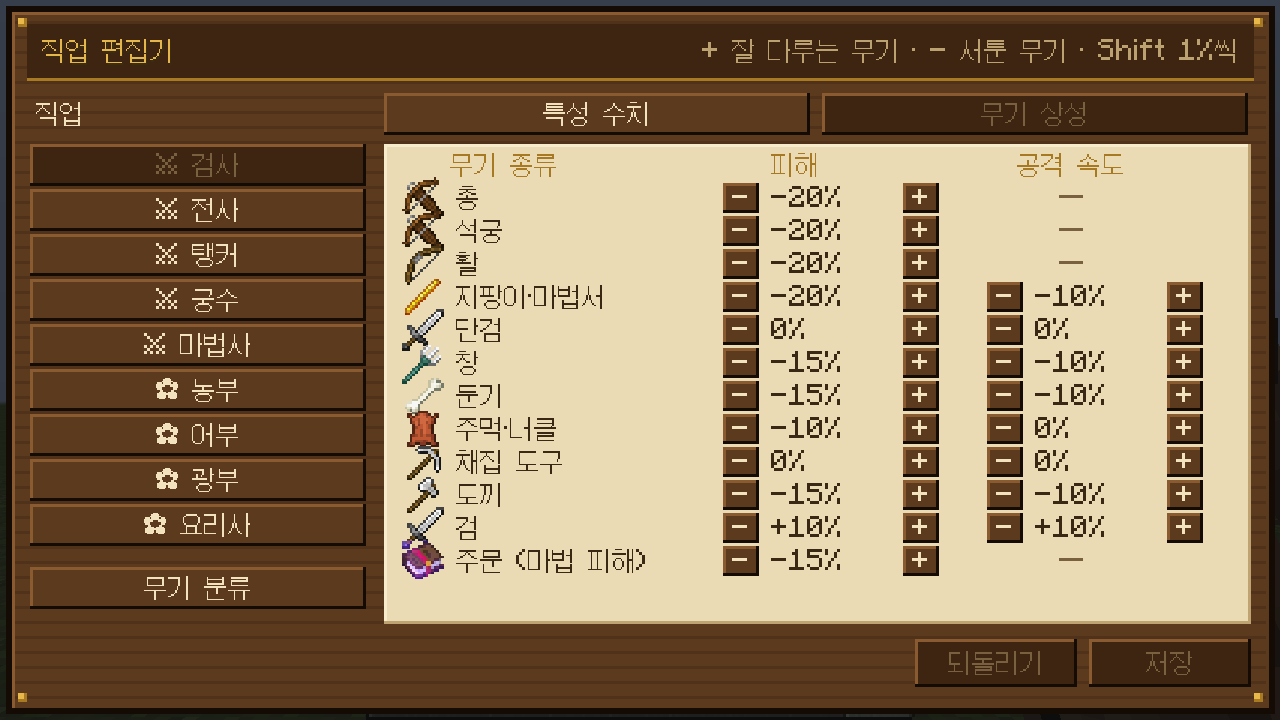 직업 편집기
+ 잘 다루는 무기 · - 서툰 무기 · Shift 1%씩
직업
특성 수치
무기 상성
검사
전사
탱커
궁수
마법사
농부
어부
광부
요리사
무기 분류
무기 종류 피해 공격 속도
총 - -20% + —
석궁 - -20% + —
활 - -20% + —
지팡이·마법서 - -20% + - -10% +
단검 - 0% + - 0% +
창 - -15% + - -10% +
둔기 - -15% + - -10% +
주먹·너클 - -10% + - 0% +
채집 도구 - 0% + - 0% +
도끼 - -15% + - -10% +
검 - +10% + - +10% +
주문 (마법 피해) - -15% + —
되돌리기
저장